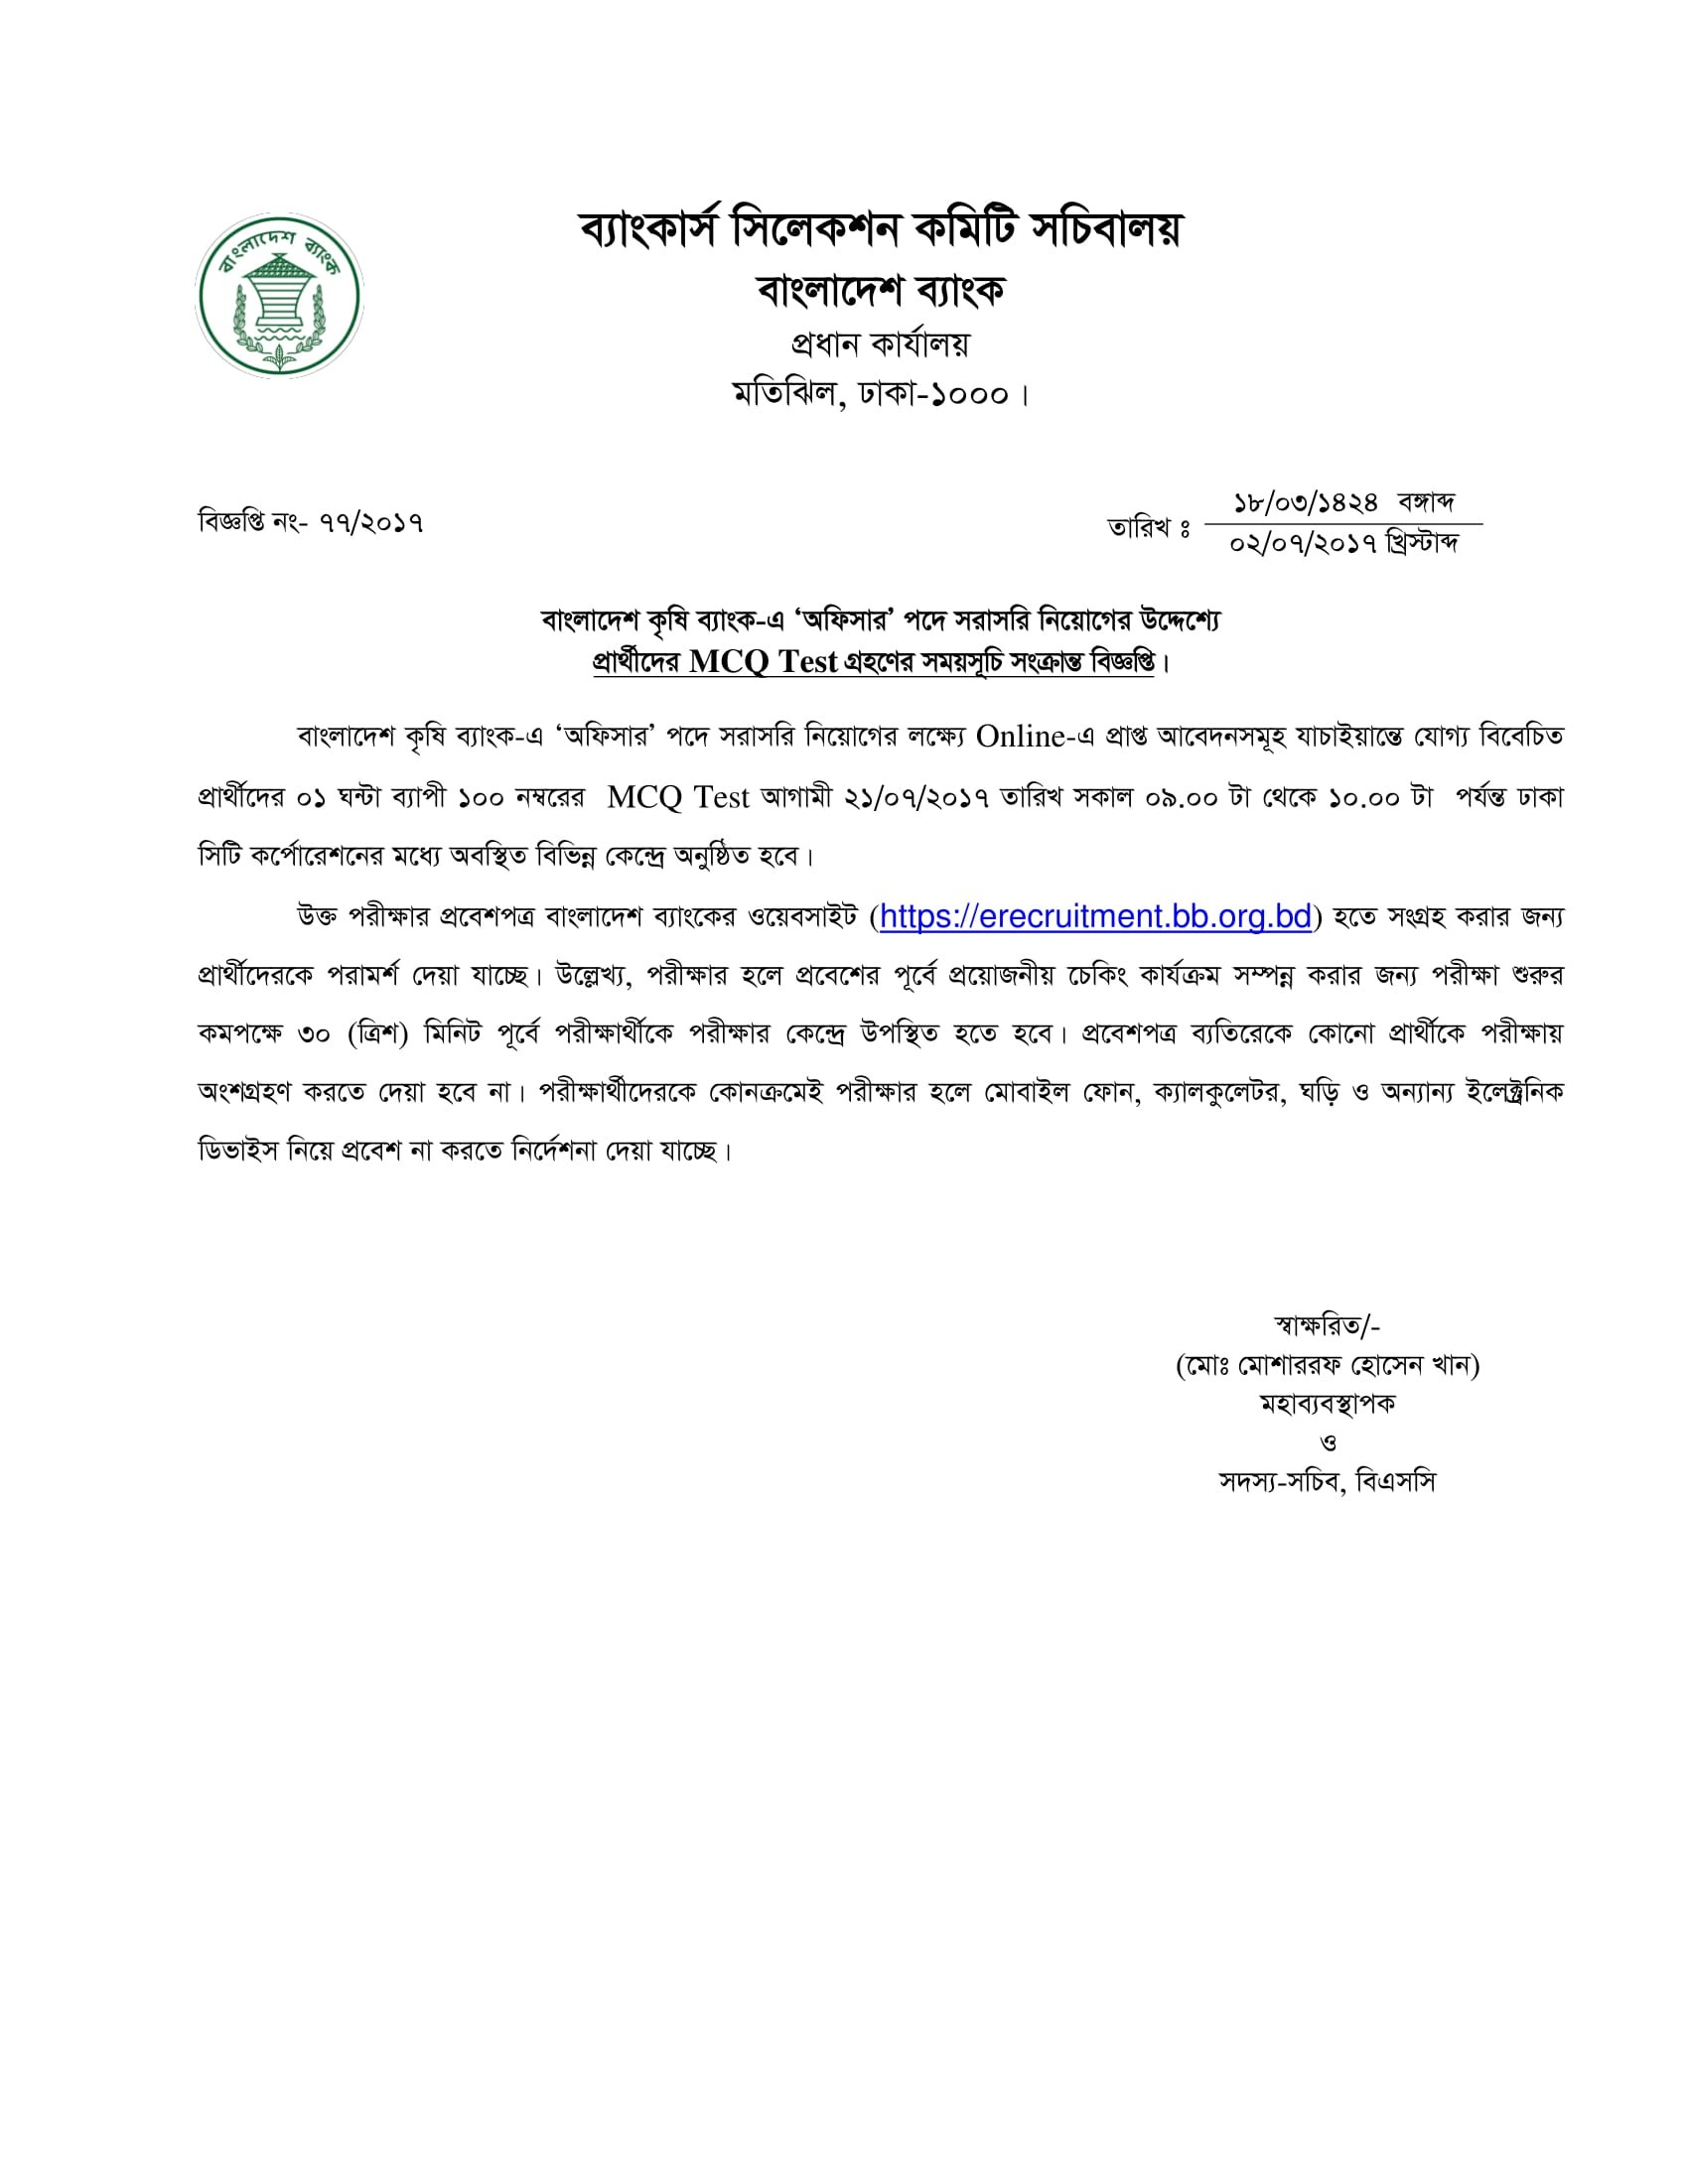 বাংলাদেশ ব্যাংক
ব্যাংকার্স সিলেকশন কমিটি সচিবালয়
বাংলাদেশ ব্যাংক
প্রধান কার্যালয়
মতিঝিল, ঢাকা-১০০০।
বিজ্ঞপ্তি নং- ৭৭/২০১৭
তারিখ ঃ ১৮/০৩/১৪২৪ বঙ্গাব্দ
০২/০৭/২০১৭ খ্রিস্টাব্দ
বাংলাদেশ কৃষি ব্যাংক-এ ‘অফিসার’ পদে সরাসরি নিয়োগের উদ্দেশ্যে
প্রার্থীদের MCQ Test গ্রহণের সময়সূচি সংক্রান্ত বিজ্ঞপ্তি।
বাংলাদেশ কৃষি ব্যাংক-এ ‘অফিসার’ পদে সরাসরি নিয়োগের লক্ষ্যে Online-এ প্রাপ্ত আবেদনসমূহ যাচাইয়ান্তে যোগ্য বিবেচিত
প্রার্থীদের ০১ ঘন্টা ব্যাপী ১০০ নম্বরের MCQ Test আগামী ২১/০৭/২০১৭ তারিখ সকাল ০৯.০০ টা থেকে ১০.০০ টা পর্যন্ত ঢাকা
সিটি কর্পোরেশনের মধ্যে অবস্থিত বিভিন্ন কেন্দ্রে অনুষ্ঠিত হবে।
উক্ত পরীক্ষার প্রবেশপত্র বাংলাদেশ ব্যাংকের ওয়েবসাইট (https://erecruitment.bb.org.bd) হতে সংগ্রহ করার জন্য
প্রার্থীদেরকে পরামর্শ দেয়া যাচ্ছে। উল্লেখ্য, পরীক্ষার হলে প্রবেশের পূর্বে প্রয়োজনীয় চেকিং কার্যক্রম সম্পন্ন করার জন্য পরীক্ষা শুরুর
কমপক্ষে ৩০ (ত্রিশ) মিনিট পূর্বে পরীক্ষার্থীকে পরীক্ষার কেন্দ্রে উপস্থিত হতে হবে। প্রবেশপত্র ব্যতিরেকে কোনো প্রার্থীকে পরীক্ষায়
অংশগ্রহণ করতে দেয়া হবে না। পরীক্ষার্থীদেরকে কোনক্রমেই পরীক্ষার হলে মোবাইল ফোন, ক্যালকুলেটর, ঘড়ি ও অন্যান্য ইলেক্ট্রনিক
ডিভাইস নিয়ে প্রবেশ না করতে নির্দেশনা দেয়া যাচ্ছে।
স্বাক্ষরিত/-
(মোঃ মোশাররফ হোসেন খান)
মহাব্যবস্থাপক
ও
সদস্য-সচিব, বিএসসি